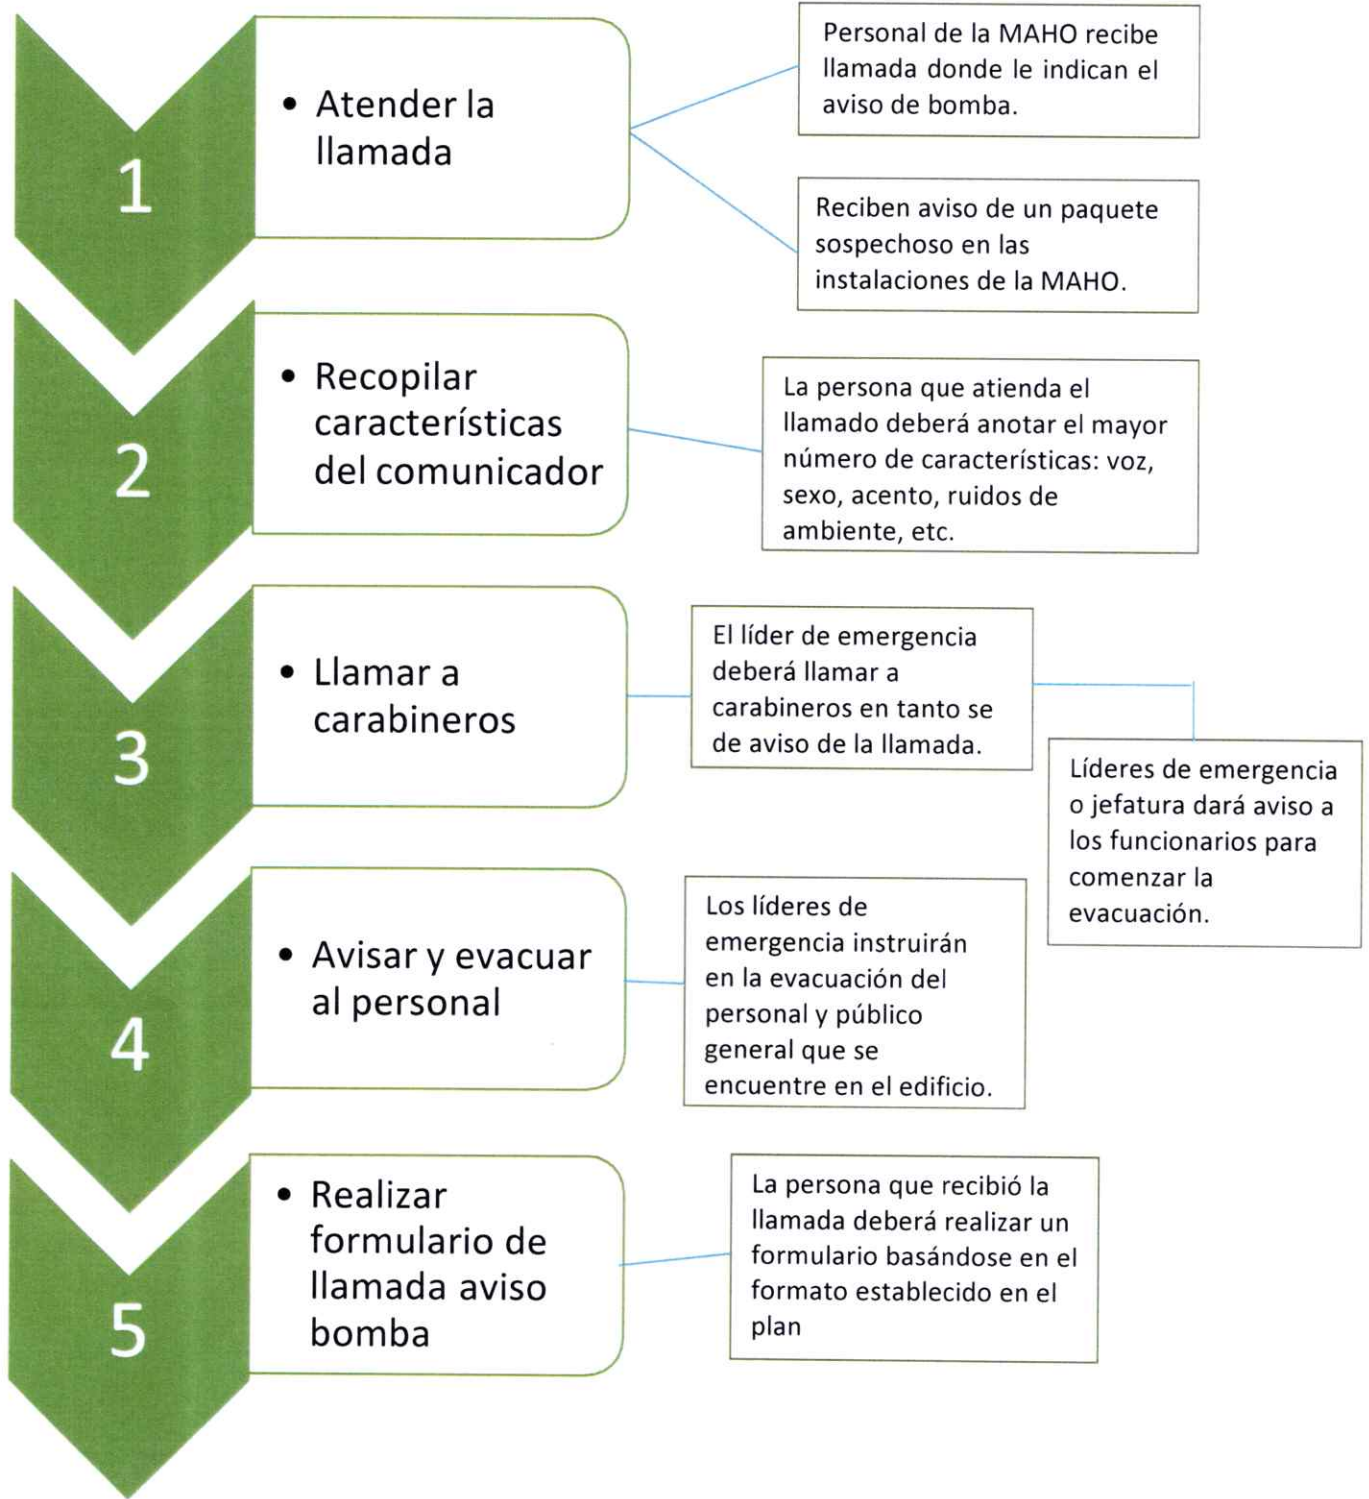 1
• Atender la
llamada
Personal de la MAHO recibe
llamada donde le indican el
aviso de bomba.
Reciben aviso de un paquete
sospechoso en las
instalaciones de la MAHO.
2
• Recopilar
características
del comunicador
La persona que atienda el
llamado deberá anotar el mayor
número de características: voz,
sexo, acento, ruidos de
ambiente, etc.
3
• Llamar a
carabineros
El líder de emergencia
deberá llamar a
carabineros en tanto se
de aviso de la llamada.
Líderes de emergencia
o jefatura dará aviso a
los funcionarios para
comenzar la
evacuación.
4
• Avisar y evacuar
al personal
Los líderes de
emergencia instruirán
en la evacuación del
personal y público
general que se
encuentre en el edificio.
5
• Realizar
formulario de
llamada aviso
bomba
La persona que recibió la
llamada deberá realizar un
formulario basándose en el
formato establecido en el
plan